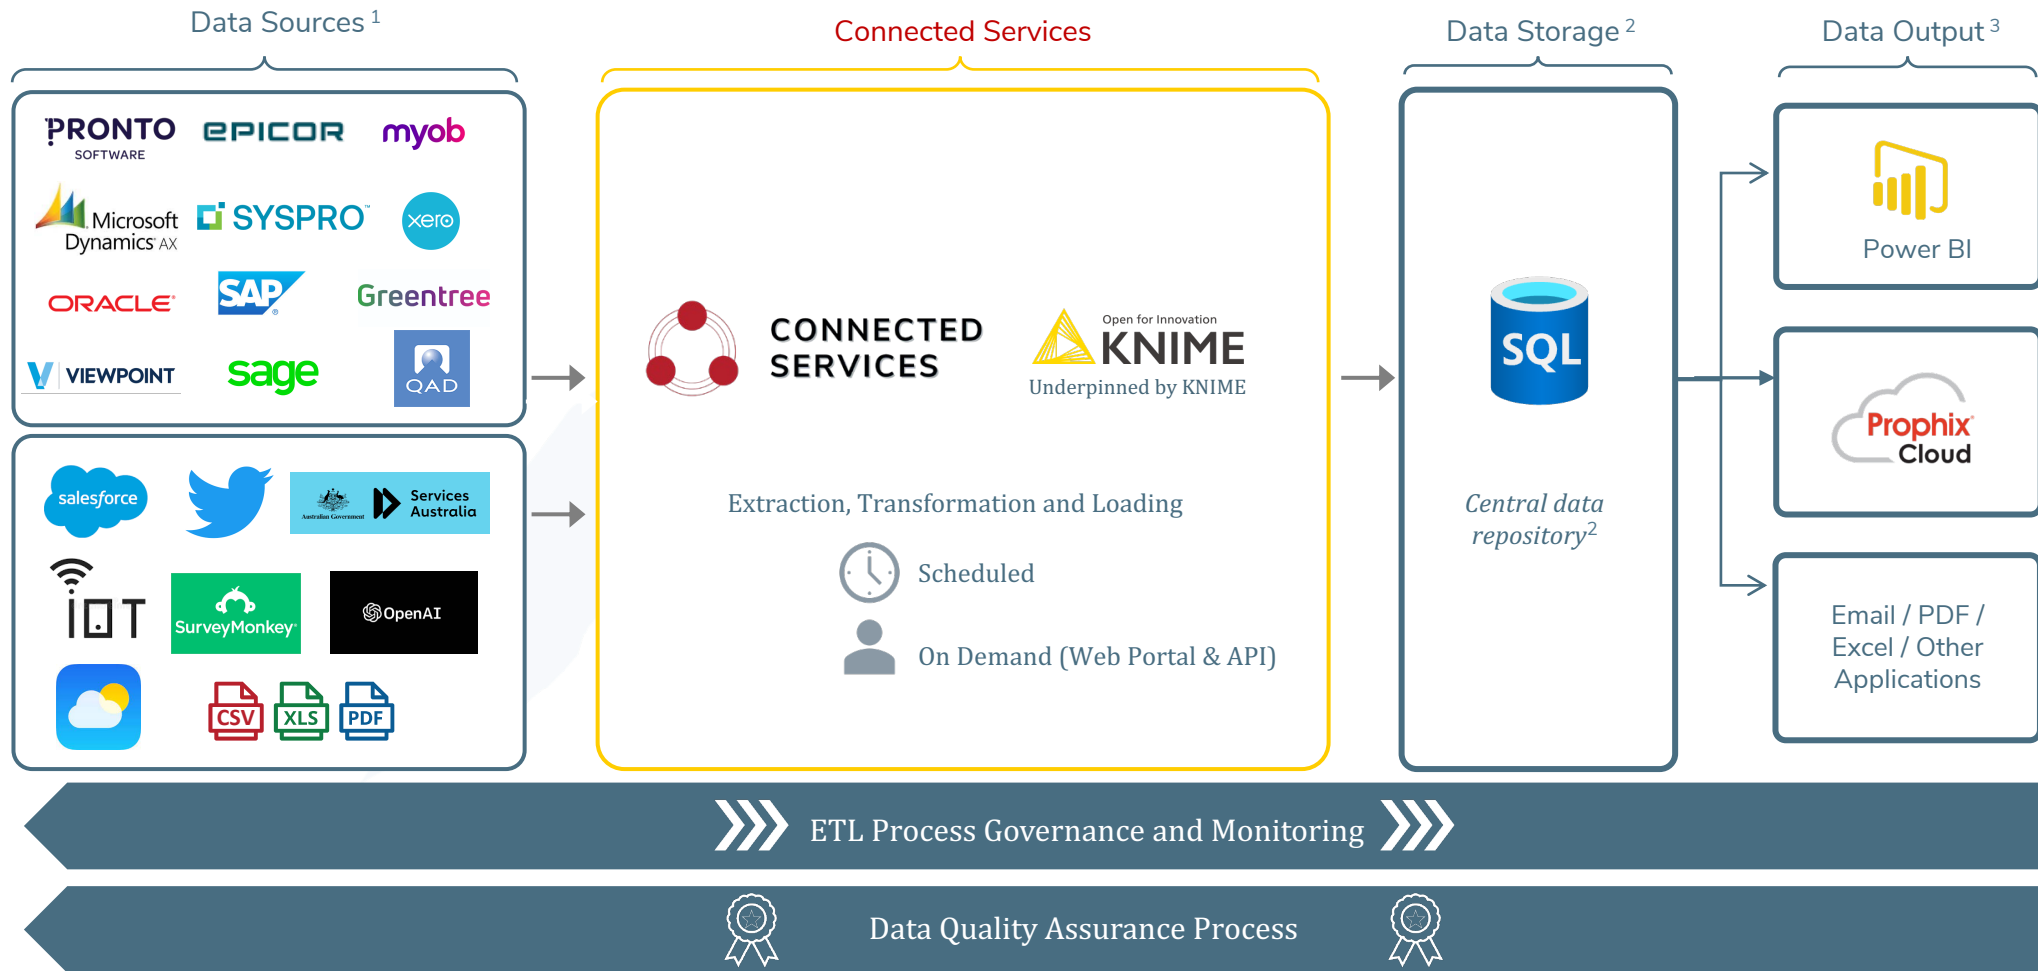 Data Sources 1
Connected Services
Data Storage 2
Data Output 3
PRONTO
SOFTWARE
EPICOR
myob
Microsoft
Dynamics AX
SYSPRO™
xero
ORACLE®
SAP®
Greentree
VIEWPOINT
sage
QAD
salesforce
Australian Government
Services
Australia
IOT
SurveyMonkey®
OpenAI
CSV
XLS
PDF
CONNECTED
SERVICES
Open for Innovation
KNIME
Underpinned by KNIME
Extraction, Transformation and Loading
Scheduled
On Demand (Web Portal & API)
SQL
Central data
repository2
Power BI
Prophix®
Cloud
Email / PDF /
Excel / Other
Applications
ETL Process Governance and Monitoring
Data Quality Assurance Process